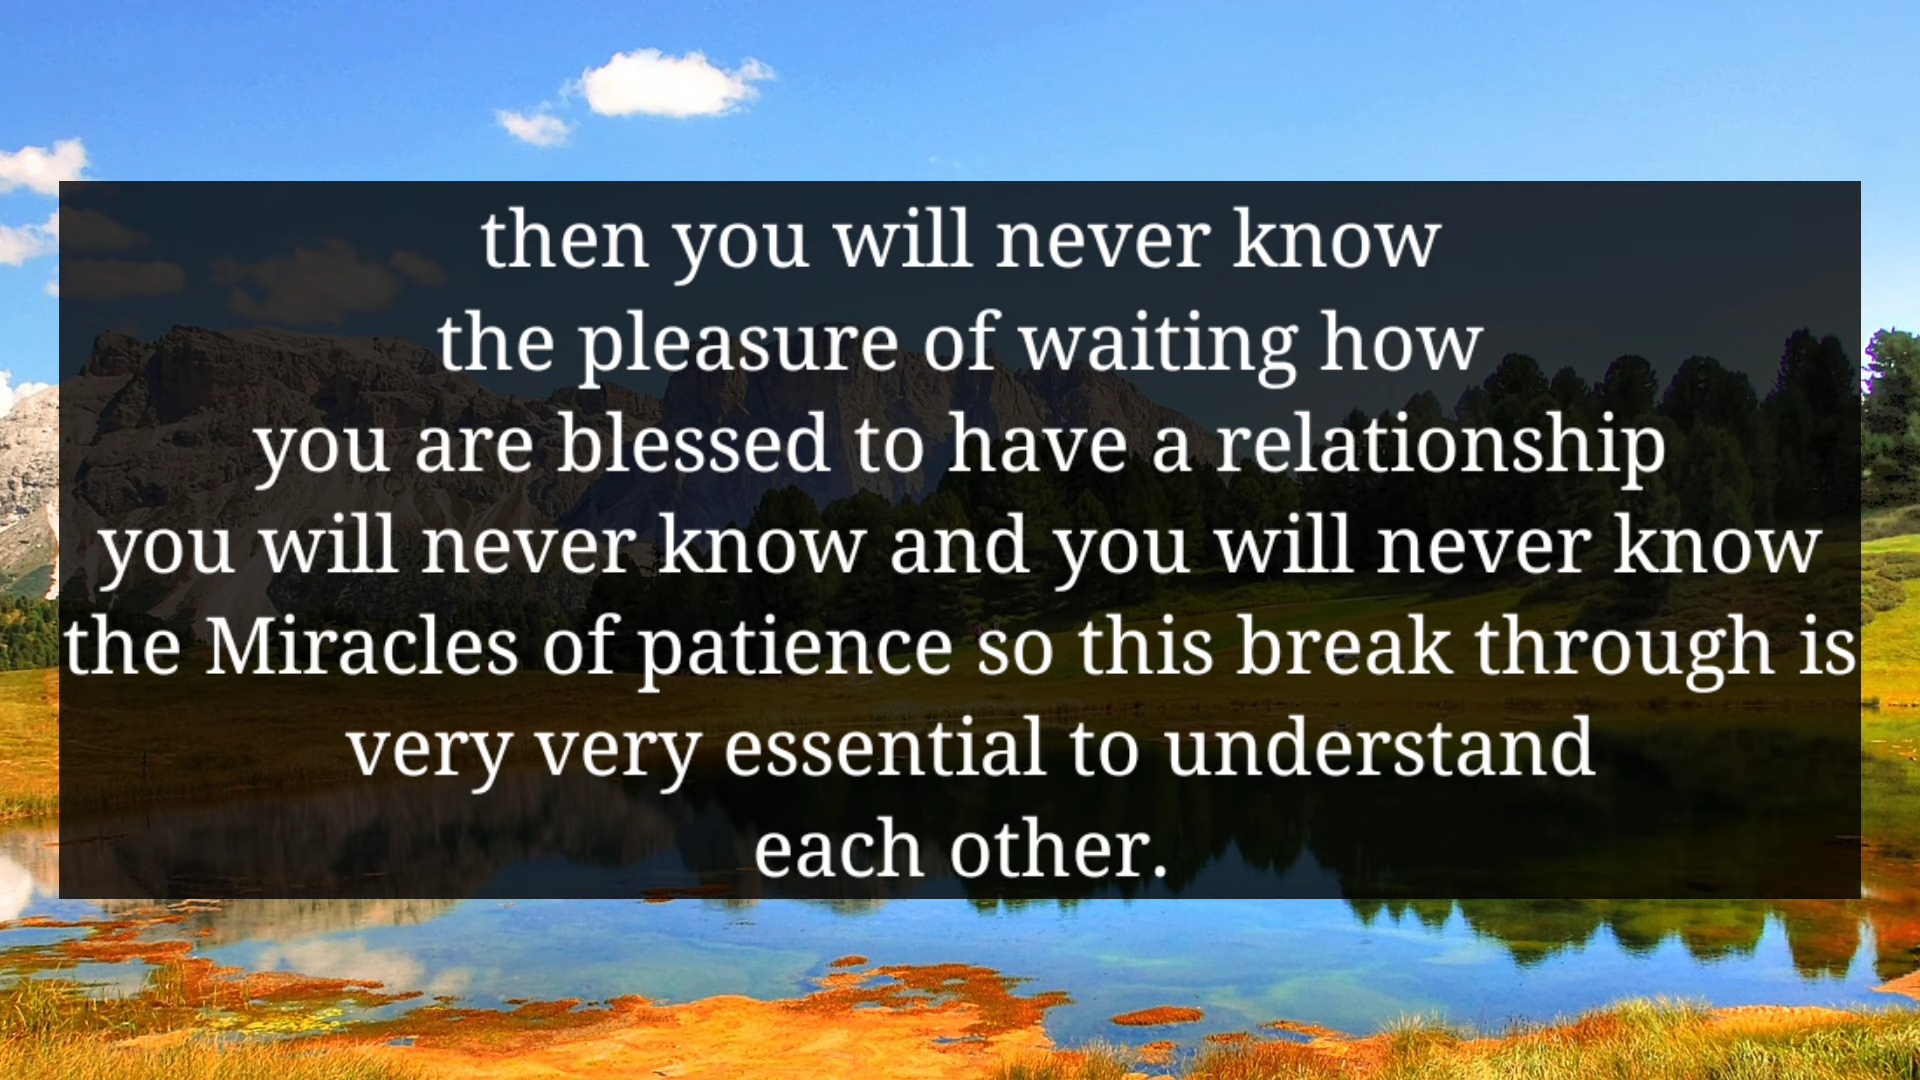 then you will never know
the pleasure of waiting how
you are blessed to have a relationship
you will never know and you will never know
the Miracles of patience so this break through is
very very essential to understand
each other.